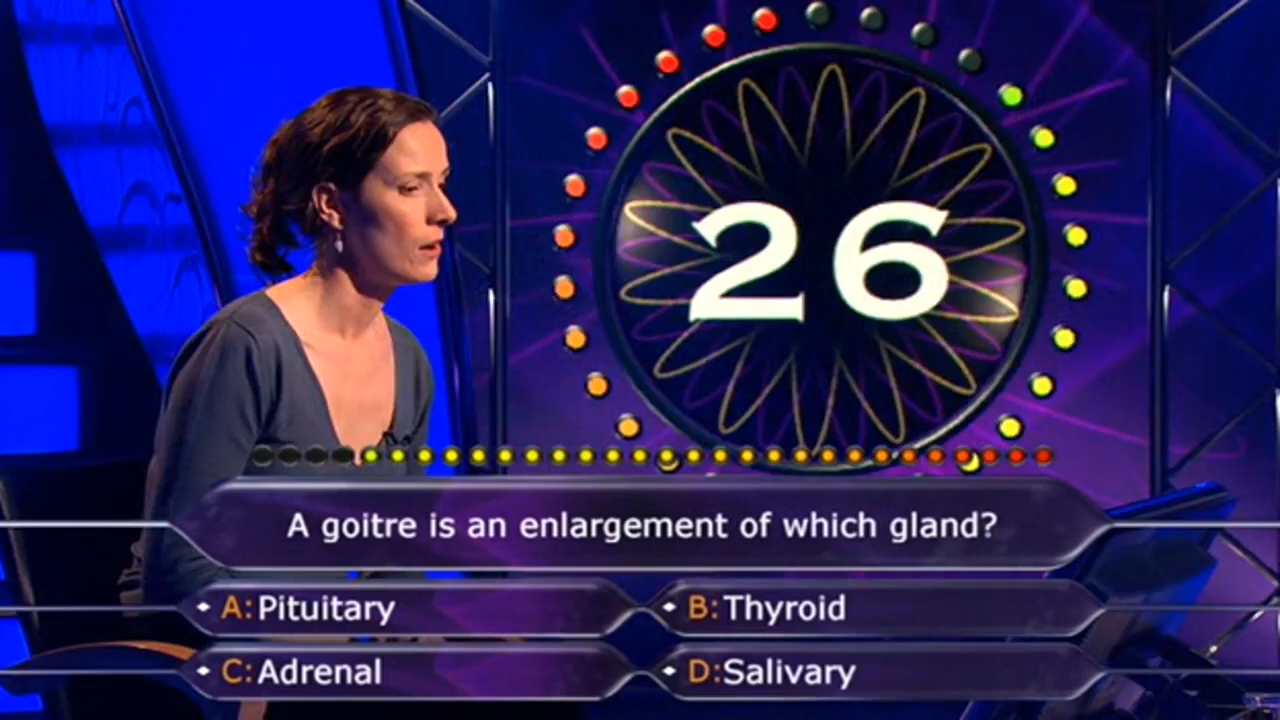 26
A goitre is an enlargement of which gland?
A: Pituitary
B: Thyroid
C: Adrenal
D: Salivary